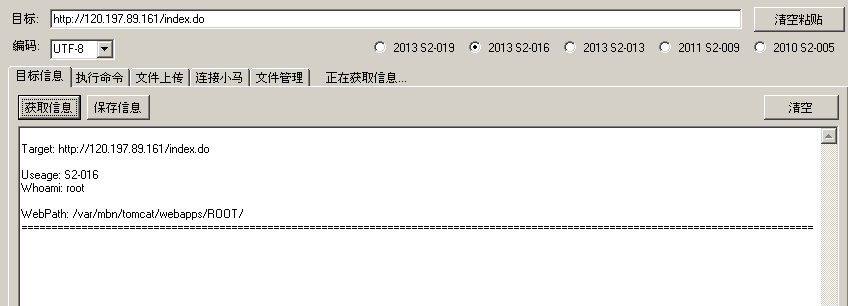 目标: http://120.197.89.161/index.do 清空粘贴
编码: UTF-8 2013 S2-019 2013 S2-016 2013 S2-013 2011 S2-009 2010 S2-005
目标信息 执行命令 文件上传 连接小马 文件管理 正在获取信息...
获取信息 保存信息 清空
Target: http://120.197.89.161/index.do
Useage: S2-016
Whoami: root
WebPath: /var/mbn/tomcat/webapps/ROOT/